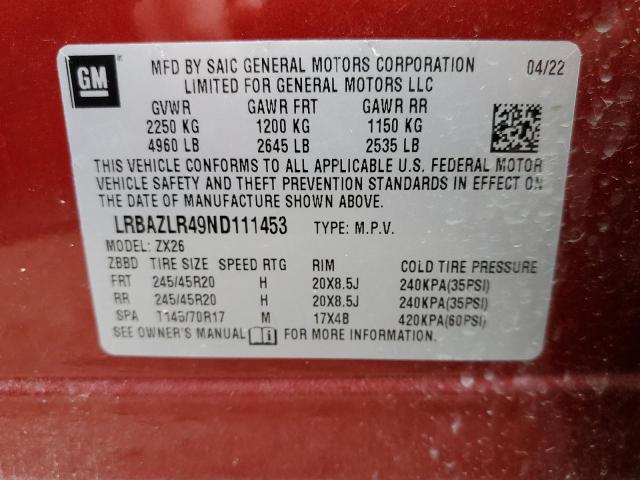 GM
MFD BY SAIC GENERAL MOTORS CORPORATION 04/22
LIMITED FOR GENERAL MOTORS LLC
GVWR GAWR FRT GAWR RR
2250 KG 1200 KG 1150 KG
4960 LB 2645 LB 2535 LB
THIS VEHICLE CONFORMS TO ALL APPLICABLE U.S. FEDERAL MOTOR
VEHICLE SAFETY AND THEFT PREVENTION STANDARDS IN EFFECT ON
THE DATE OF MANUFACTURE SHOWN ABOVE.
LRBAZLR49ND111453 TYPE: M.P.V.
MODEL: ZX26
ZBBD TIRE SIZE SPEED RTG RIM COLD TIRE PRESSURE
FRT 245/45R20 H 20X8.5J 240KPA(35PSI)
RR 245/45R20 H 20X8.5J 240KPA(35PSI)
SPA T145/70R17 M 17X4B 420KPA(60PSI)
SEE OWNER'S MANUAL i FOR MORE INFORMATION.